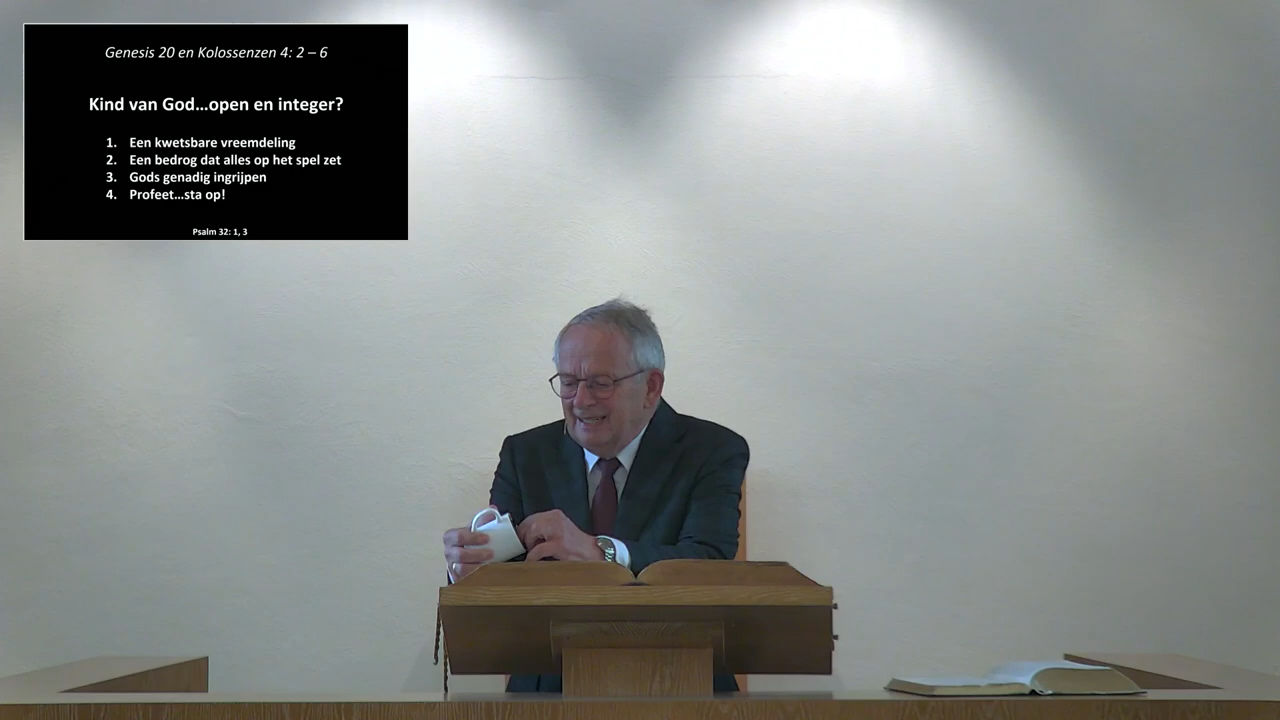 Genesis 20 en Kolossenzen 4: 2 – 6
Kind van God...open en integer?
1. Een kwetsbare vreemdeling
2. Een bedrog dat alles op het spel zet
3. Gods genadig ingrijpen
4. Profeet...sta op!
Psalm 32: 1, 3